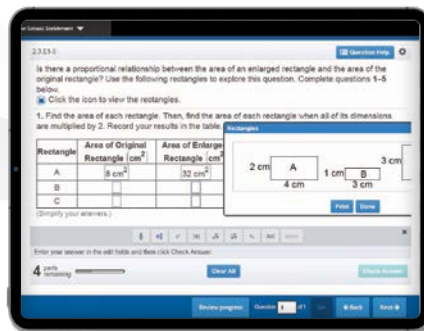 Question Help
Is there a proportional relationship between the area of an enlarged rectangle and the area of the
original rectangle? Use the following rectangles to explore this question. Complete questions 1–5
below.
Click the icon to view the rectangles.
1. Find the area of each rectangle. Then, find the area of each rectangle when all of its dimensions
are multiplied by 2. Record your results in the table.
Rectangles
Rectangle
Area of Original
Rectangle (cm²)
Area of Enlarge
Rectangle (cm²
A
8 cm²
32 cm²
B
C
2 cm
A
4 cm
1 cm
B
3 cm
3 cm
Print
Done
(Simplify your answers.)
Enter your answer in the edit fields and then click Check Answer.
4 parts
remaining
Clear All
Check Answer
Review progress
Question
1
of 1
Back
Next